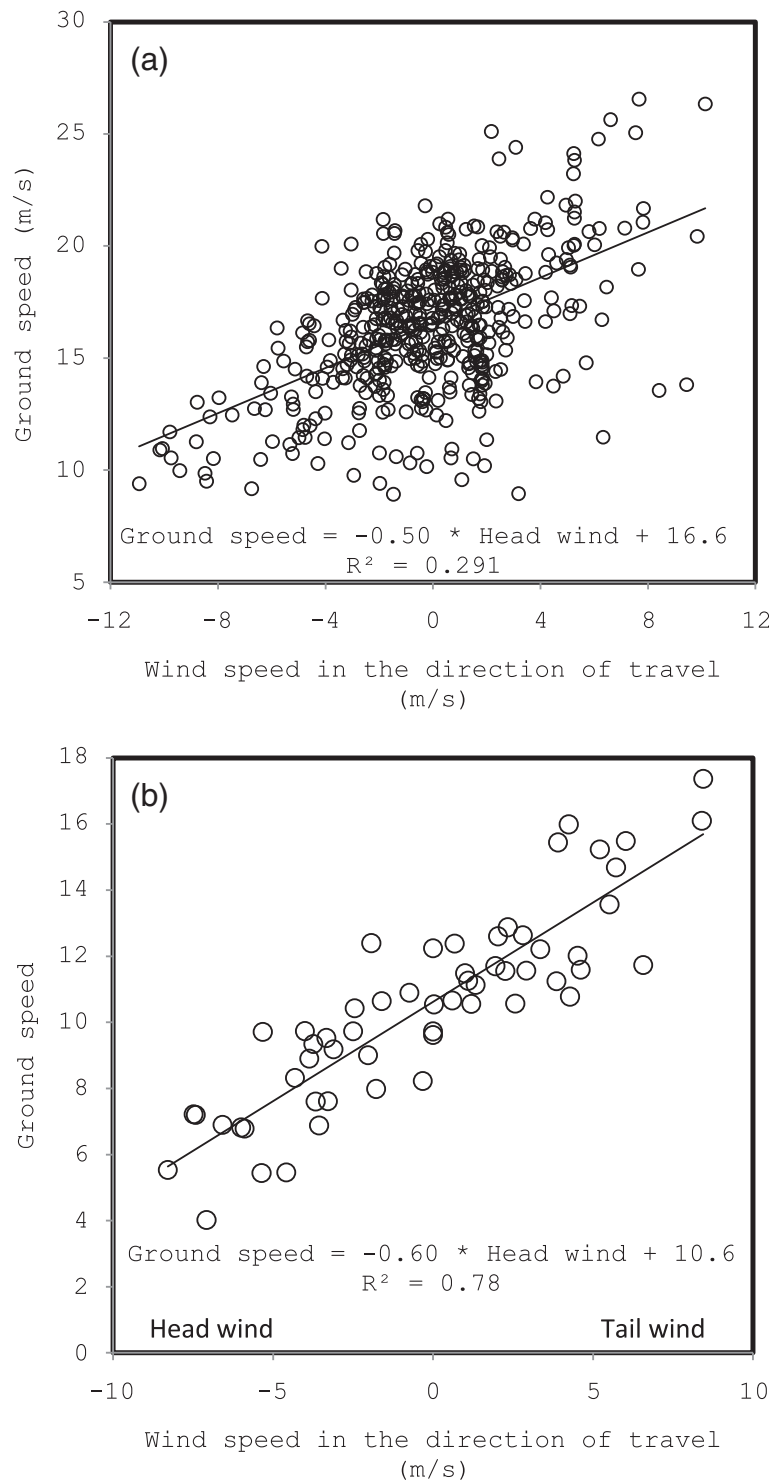 30
(a)
25
20
15
10
5
Ground speed (m/s)
Ground speed = -0.50 * Head wind + 16.6
R² = 0.291
-12 -8 -4 0 4 8 12
Wind speed in the direction of travel
(m/s)
18
(b)
16
14
12
10
8
6
4
2
0
Ground speed
Ground speed = -0.60 * Head wind + 10.6
R² = 0.78
Head wind Tail wind
-10 -5 0 5 10
Wind speed in the direction of travel
(m/s)